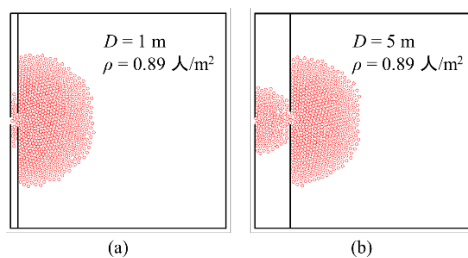 D = 1 m
ρ = 0.89 人/m²
D = 5 m
ρ = 0.89 人/m²
(a)
(b)